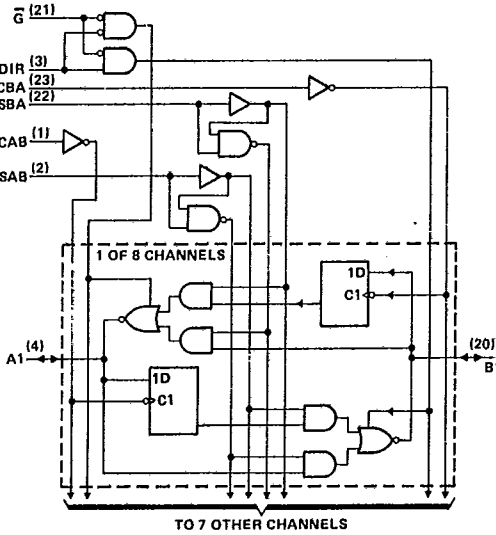 G̅ (21)
DIR (3)
CBA (23)
SBA (22)
CAB (1)
SAB (2)
1 OF 8 CHANNELS
1D
C1
A1 (4)
(20) B
1D
C1
TO 7 OTHER CHANNELS